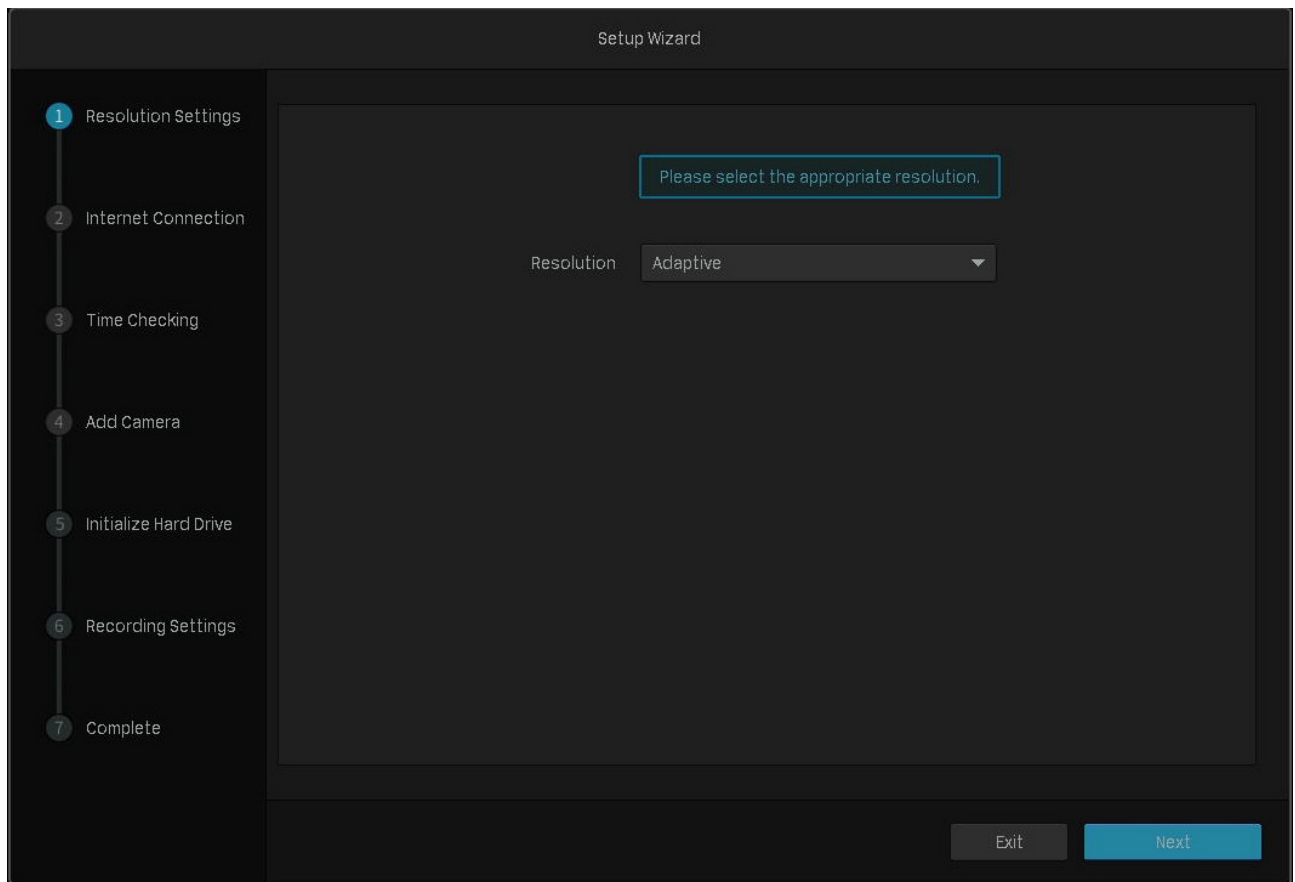 Setup Wizard
1 Resolution Settings
2 Internet Connection
3 Time Checking
4 Add Camera
5 Initialize Hard Drive
6 Recording Settings
7 Complete
Please select the appropriate resolution.
Resolution Adaptive
Exit Next